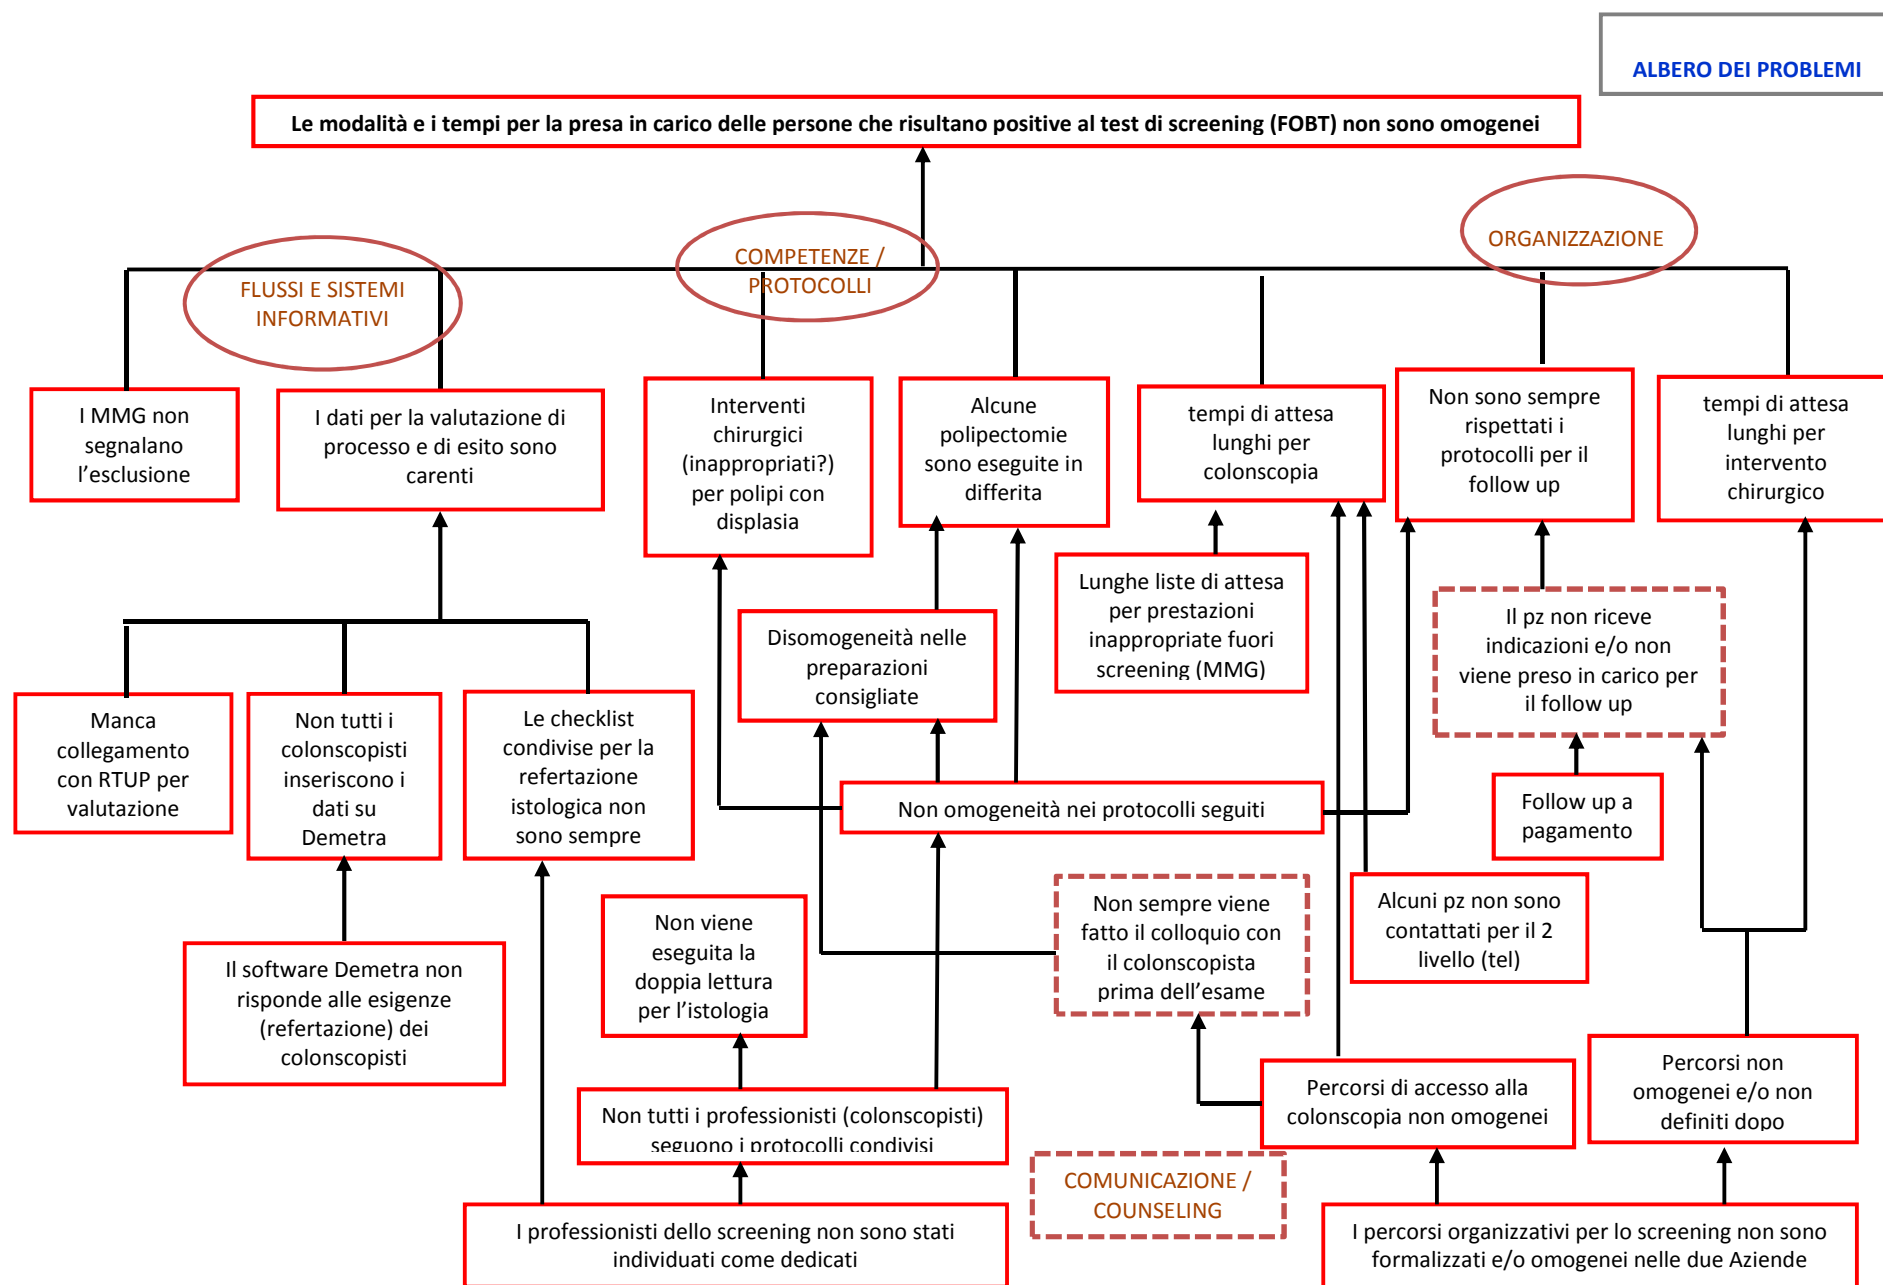 ALBERO DEI PROBLEMI
Le modalità e i tempi per la presa in carico delle persone che risultano positive al test di screening (FOBT) non sono omogenei
FLUSSI E SISTEMI
INFORMATIVI
COMPETENZE /
PROTOCOLLI
ORGANIZZAZIONE
I MMG non
segnalano
l’esclusione
I dati per la valutazione di
processo e di esito sono
carenti
Interventi
chirurgici
(inappropriati?)
per polipi con
displasia
Alcune
polipectomie
sono eseguite in
differita
tempi di attesa
lunghi per
colonscopia
Non sono sempre
rispettati i
protocolli per il
follow up
tempi di attesa
lunghi per
intervento
chirurgico
Lunghe liste di attesa
per prestazioni
inappropriate fuori
screening (MMG)
Il pz non riceve
indicazioni e/o non
viene preso in carico per
il follow up
Disomogeneità nelle
preparazioni
consigliate
Manca
collegamento
con RTUP per
valutazione
Non tutti i
colonscopisti
inseriscono i
dati su
Demetra
Le checklist
condivise per la
refertazione
istologica non
sono sempre
Non omogeneità nei protocolli seguiti
Follow up a
pagamento
Non viene
eseguita la
doppia lettura
per l’istologia
Non sempre viene
fatto il colloquio con
il colonscopista
prima dell’esame
Alcuni pz non sono
contattati per il 2
livello (tel)
Il software Demetra non
risponde alle esigenze
(refertazione) dei
colonscopisti
Non tutti i professionisti (colonscopisti)
seguono i protocolli condivisi
Percorsi di accesso alla
colonscopia non omogenei
Percorsi non
omogenei e/o non
definiti dopo
COMUNICAZIONE /
COUNSELING
I professionisti dello screening non sono stati
individuati come dedicati
I percorsi organizzativi per lo screening non sono
formalizzati e/o omogenei nelle due Aziende